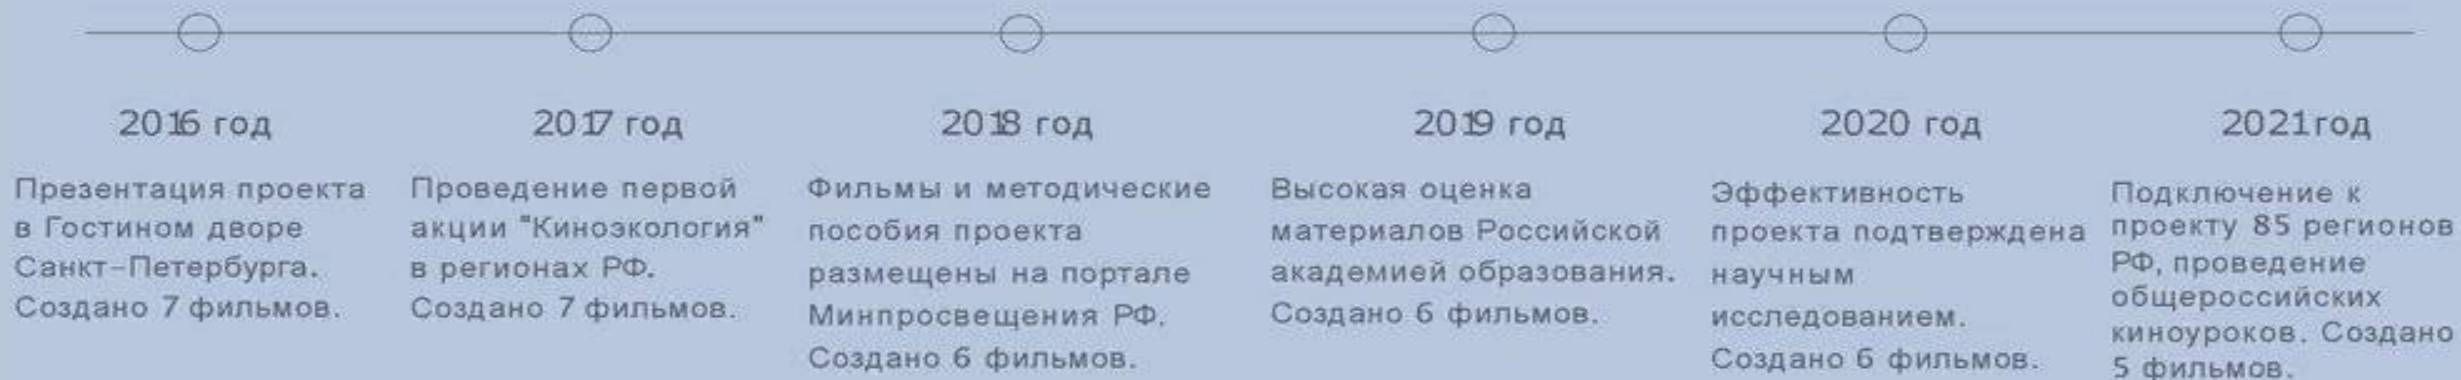 2016 год
Презентация проекта
в Гостином дворе
Санкт-Петербурга.
Создано 7 фильмов.
2017 год
Проведение первой
акции "Киноэкология"
в регионах РФ.
Создано 7 фильмов.
2018 год
Фильмы и методические
пособия проекта
размещены на портале
Минпросвещения РФ.
Создано 6 фильмов.
2019 год
Высокая оценка
материалов Российской
академией образования.
Создано 6 фильмов.
2020 год
Эффективность
проекта подтверждена
научным
исследованием.
Создано 6 фильмов.
2021год
Подключение к
проекту 85 регионов
РФ, проведение
общероссийских
киноуроков. Создано
5 фильмов.